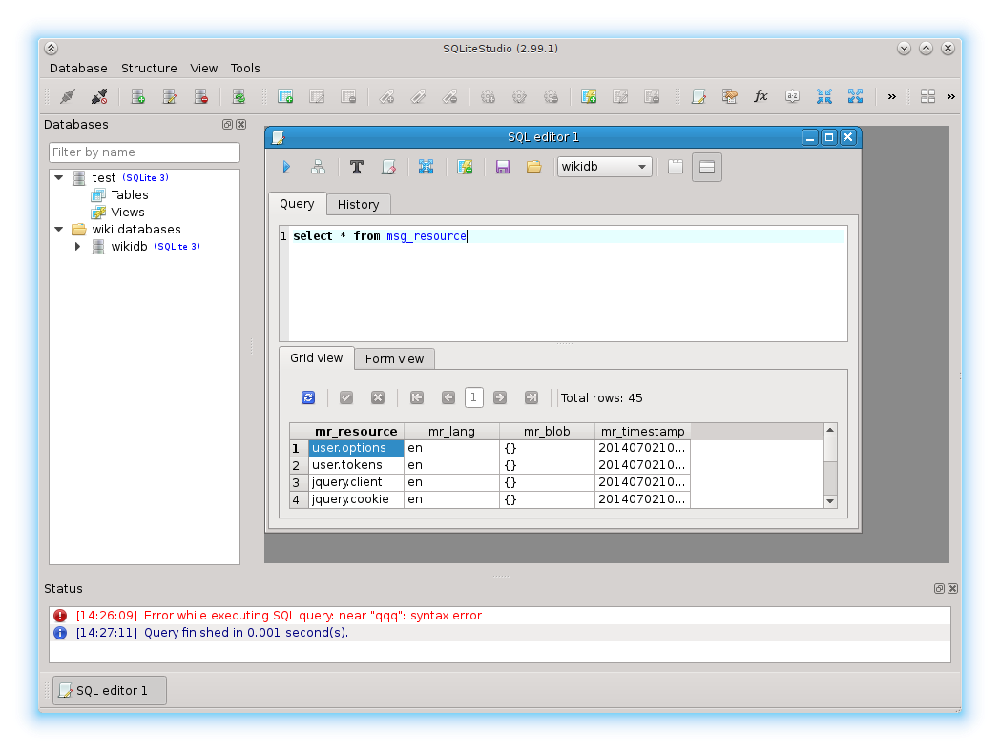 SQLiteStudio (2.99.1)
Database Structure View Tools
fx a-z » »
Databases
Filter by name
test (SQLite 3)
Tables
Views
wiki databases
wikidb (SQLite 3)
SQL editor 1
T wikidb
Query History
1 select * from msg_resource
Grid view Form view
1 Total rows: 45
mr_resource mr_lang mr_blob mr_timestamp
1 user.options en {} 2014070210...
2 user.tokens en {} 2014070210...
3 jquery.client en {} 2014070210...
4 jquery.cookie en {} 2014070210...
Status
[14:26:09] Error while executing SQL query: near "qqq": syntax error
[14:27:11] Query finished in 0.001 second(s).
SQL editor 1